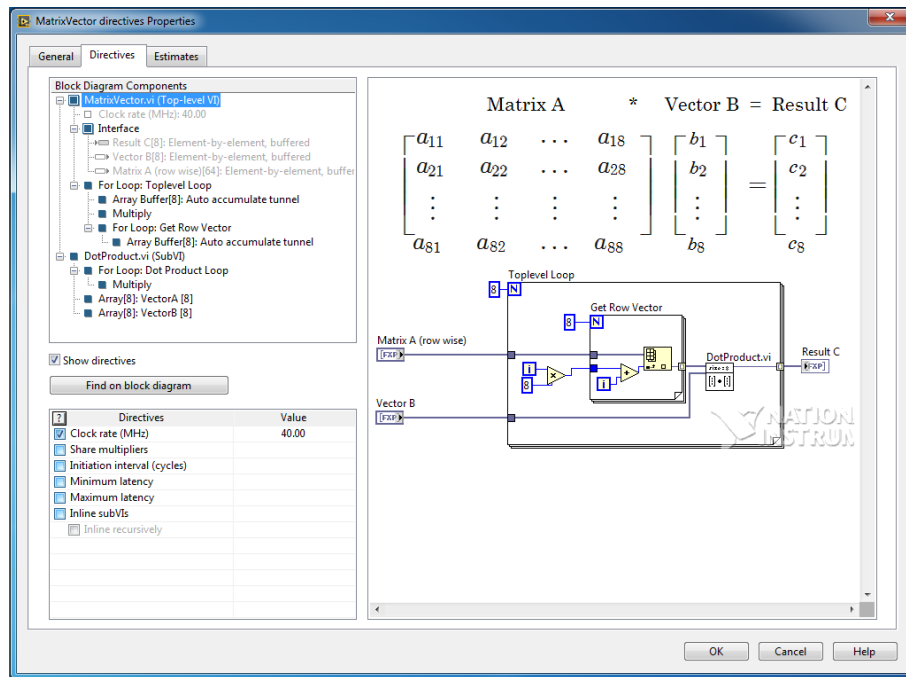 MatrixVector directives Properties
General
Directives
Estimates
Block Diagram Components
MatrixVector.vi (Top-level VI)
Clock rate (MHz): 40.00
Interface
Result C[8]: Element-by-element, buffered
Vector B[8]: Element-by-element, buffered
Matrix A (row wise)[64]: Element-by-element, buffer
For Loop: Toplevel Loop
Array Buffer[8]: Auto accumulate tunnel
Multiply
For Loop: Get Row Vector
Array Buffer[8]: Auto accumulate tunnel
DotProduct.vi (SubVI)
For Loop: Dot Product Loop
Multiply
Array[8]: VectorA [8]
Array[8]: VectorB [8]
Show directives
Find on block diagram
? Directives Value
Clock rate (MHz) 40.00
Share multipliers
Initiation interval (cycles)
Minimum latency
Maximum latency
Inline subVIs
Inline recursively
Matrix A * Vector B = Result C
a11 a12 … a18 b1 c1
a21 a22 … a28 b2 = c2
⋮ ⋮ ⋮ ⋮ ⋮ ⋮
a81 a82 … a88 b8 c8
Toplevel Loop
8 N
Get Row Vector
8 N
Matrix A (row wise)
FXP
i
8
×
+
i
DotProduct.vi
size=8
[⋮]•[⋮]
Result C
FXP
Vector B
FXP
NATION
INSTRUM
OK
Cancel
Help